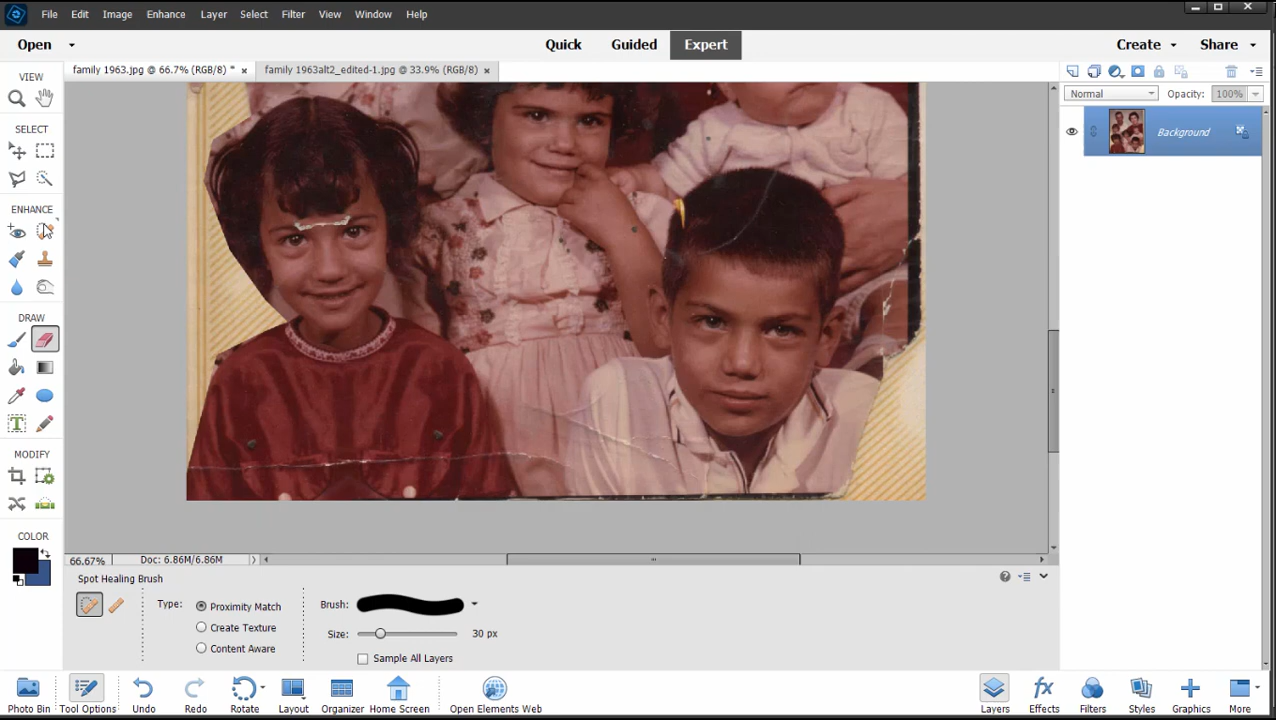 File Edit Image Enhance Layer Select Filter View Window Help
Open Quick Guided Expert Create Share
VIEW family 1963.jpg @ 66.7% (RGB/8) * × family 1963alt2_edited-1.jpg @ 33.9% (RGB/8) ×
Normal Opacity: 100%
SELECT Background
ENHANCE
DRAW
T
MODIFY
COLOR
66.67% Doc: 6.86M/6.86M
Spot Healing Brush
Type: Proximity Match Brush:
Create Texture Size: 30 px
Content Aware Sample All Layers
Photo Bin Tool Options Undo Redo Rotate Layout Organizer Home Screen Open Elements Web Layers Effects Filters Styles Graphics More